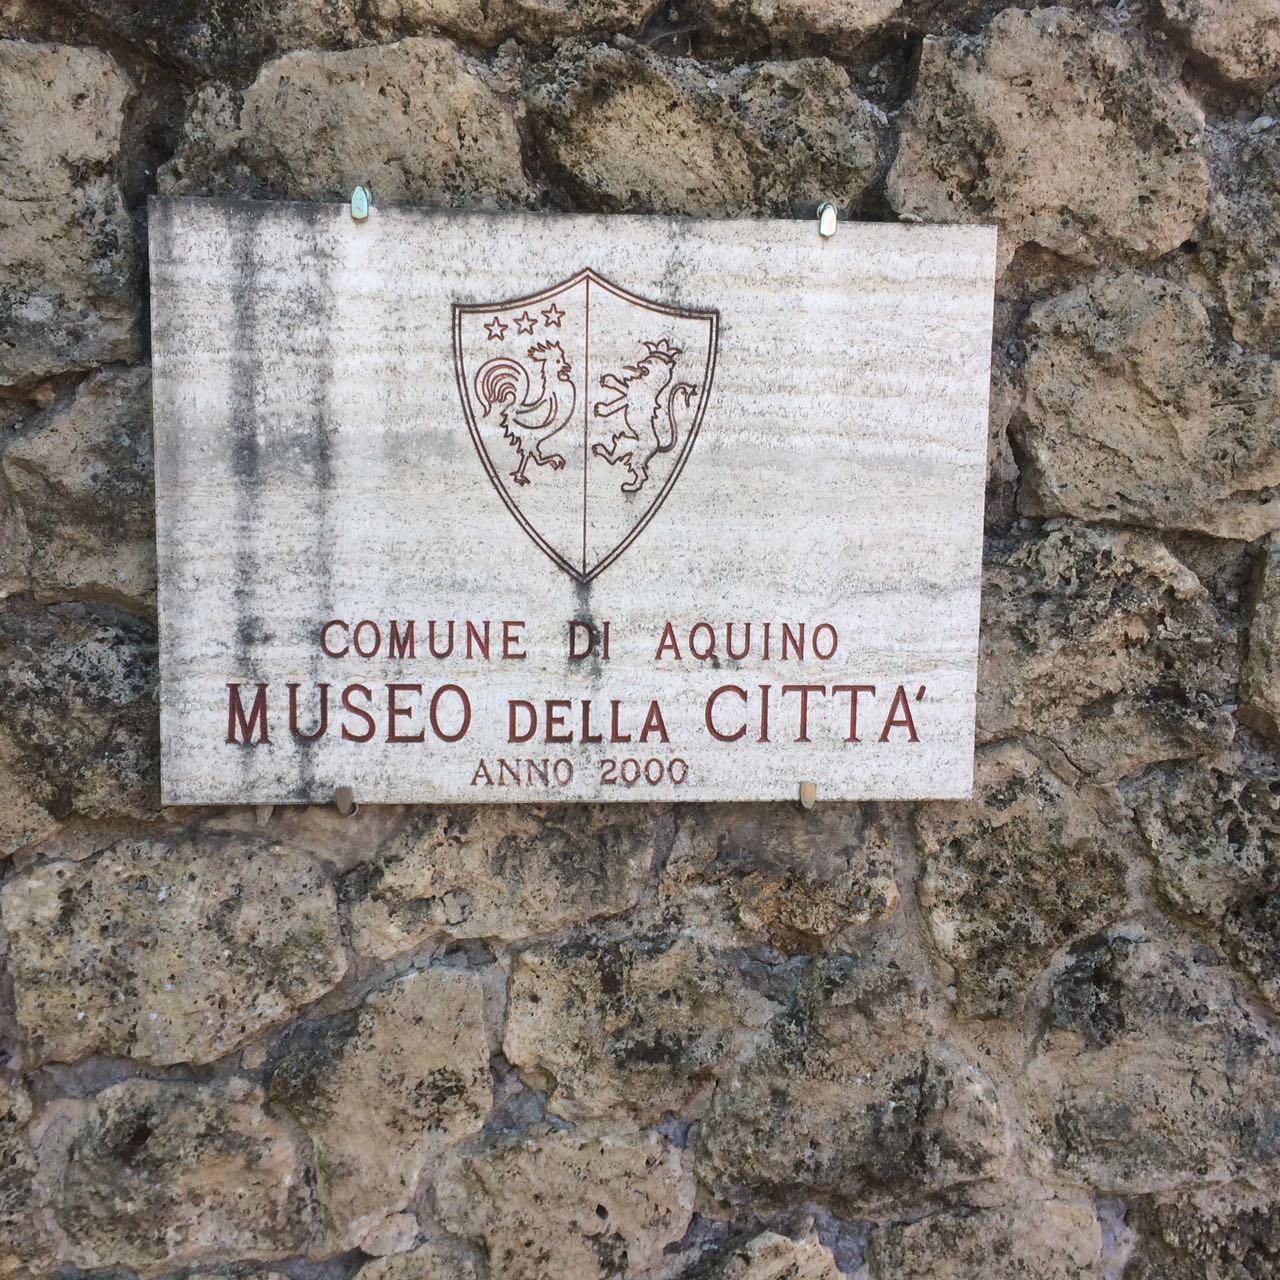 COMUNE DI AQUINO
MUSEO DELLA CITTA'
ANNO 2000